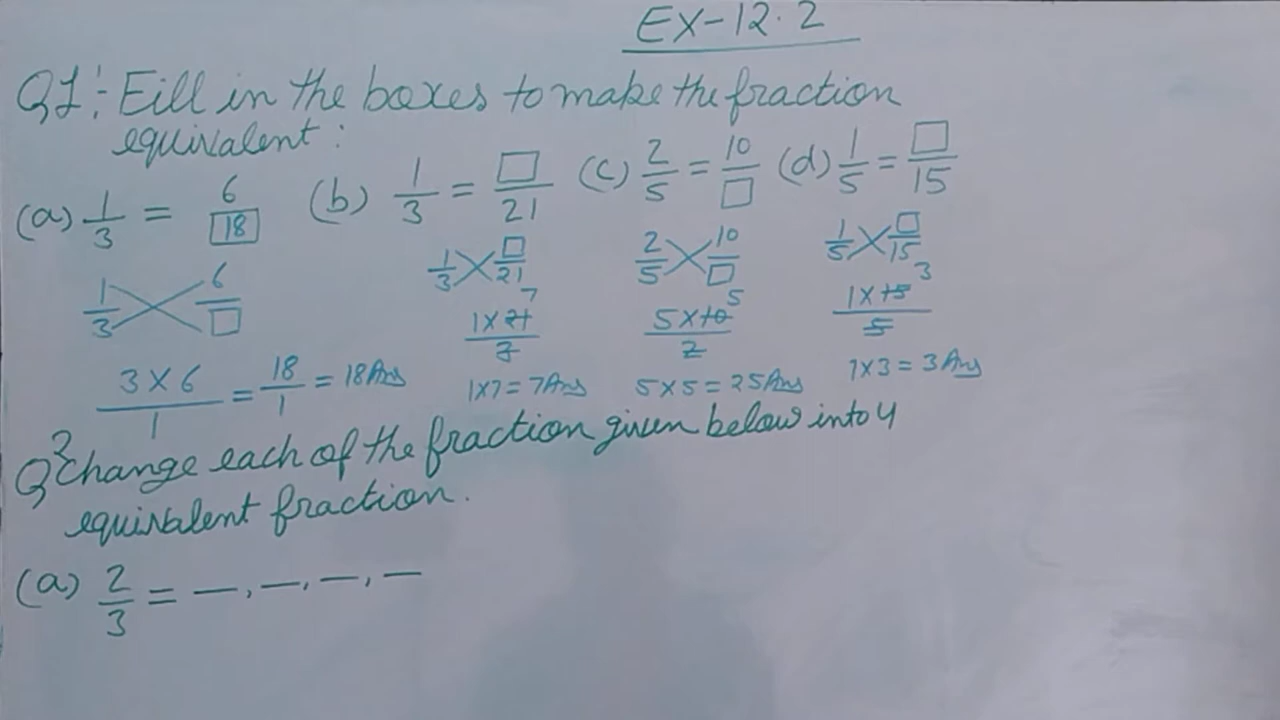 EX-12.2
Q1:- Fill in the boxes to make the fraction
equivalent:
(a) 1/3 = 6/18 (b) 1/3 = □/21 (c) 2/5 = 10/□ (d) 1/5 = □/15
1/3 × 6/□ 1/3 × □/21 2/5 × 10/□ 1/5 × □/15
3×6/1 = 18/1 = 18 Ans
7
1×21/3
1×7=7 Ans
5
5×10/2
5×5=25 Ans
3
1×15/5
1×3=3 Ans
Q2 Change each of the fraction given below into 4
equivalent fraction.
(a) 2/3 = —, —, —, —